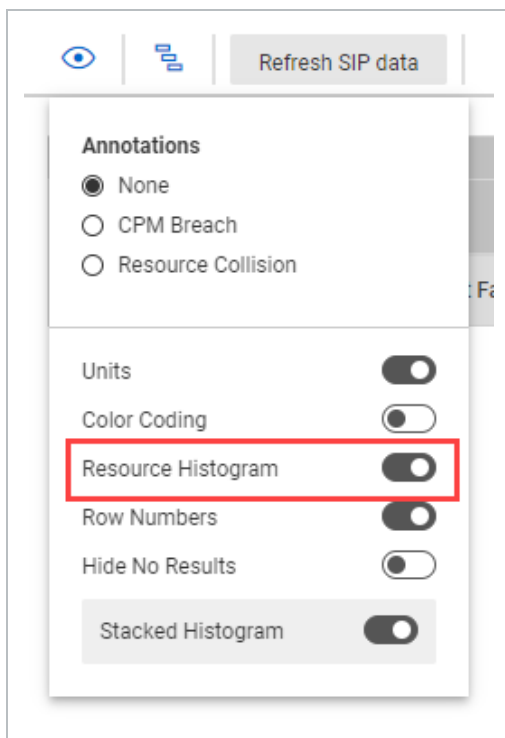 Refresh SIP data
Annotations
None
CPM Breach
Resource Collision
Units
Color Coding
Resource Histogram
Row Numbers
Hide No Results
Stacked Histogram